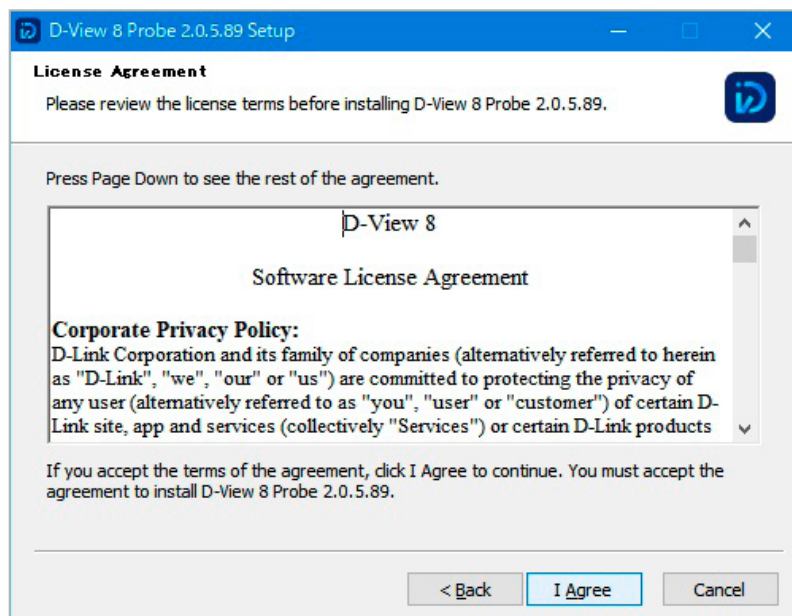 D-View 8 Probe 2.0.5.89 Setup
License Agreement
Please review the license terms before installing D-View 8 Probe 2.0.5.89.
Press Page Down to see the rest of the agreement.
D-View 8
Software License Agreement
Corporate Privacy Policy:
D-Link Corporation and its family of companies (alternatively referred to herein
as "D-Link", "we", "our" or "us") are committed to protecting the privacy of
any user (alternatively referred to as "you", "user" or "customer") of certain D-
Link site, app and services (collectively "Services") or certain D-Link products
If you accept the terms of the agreement, click I Agree to continue. You must accept the
agreement to install D-View 8 Probe 2.0.5.89.
< Back
I Agree
Cancel